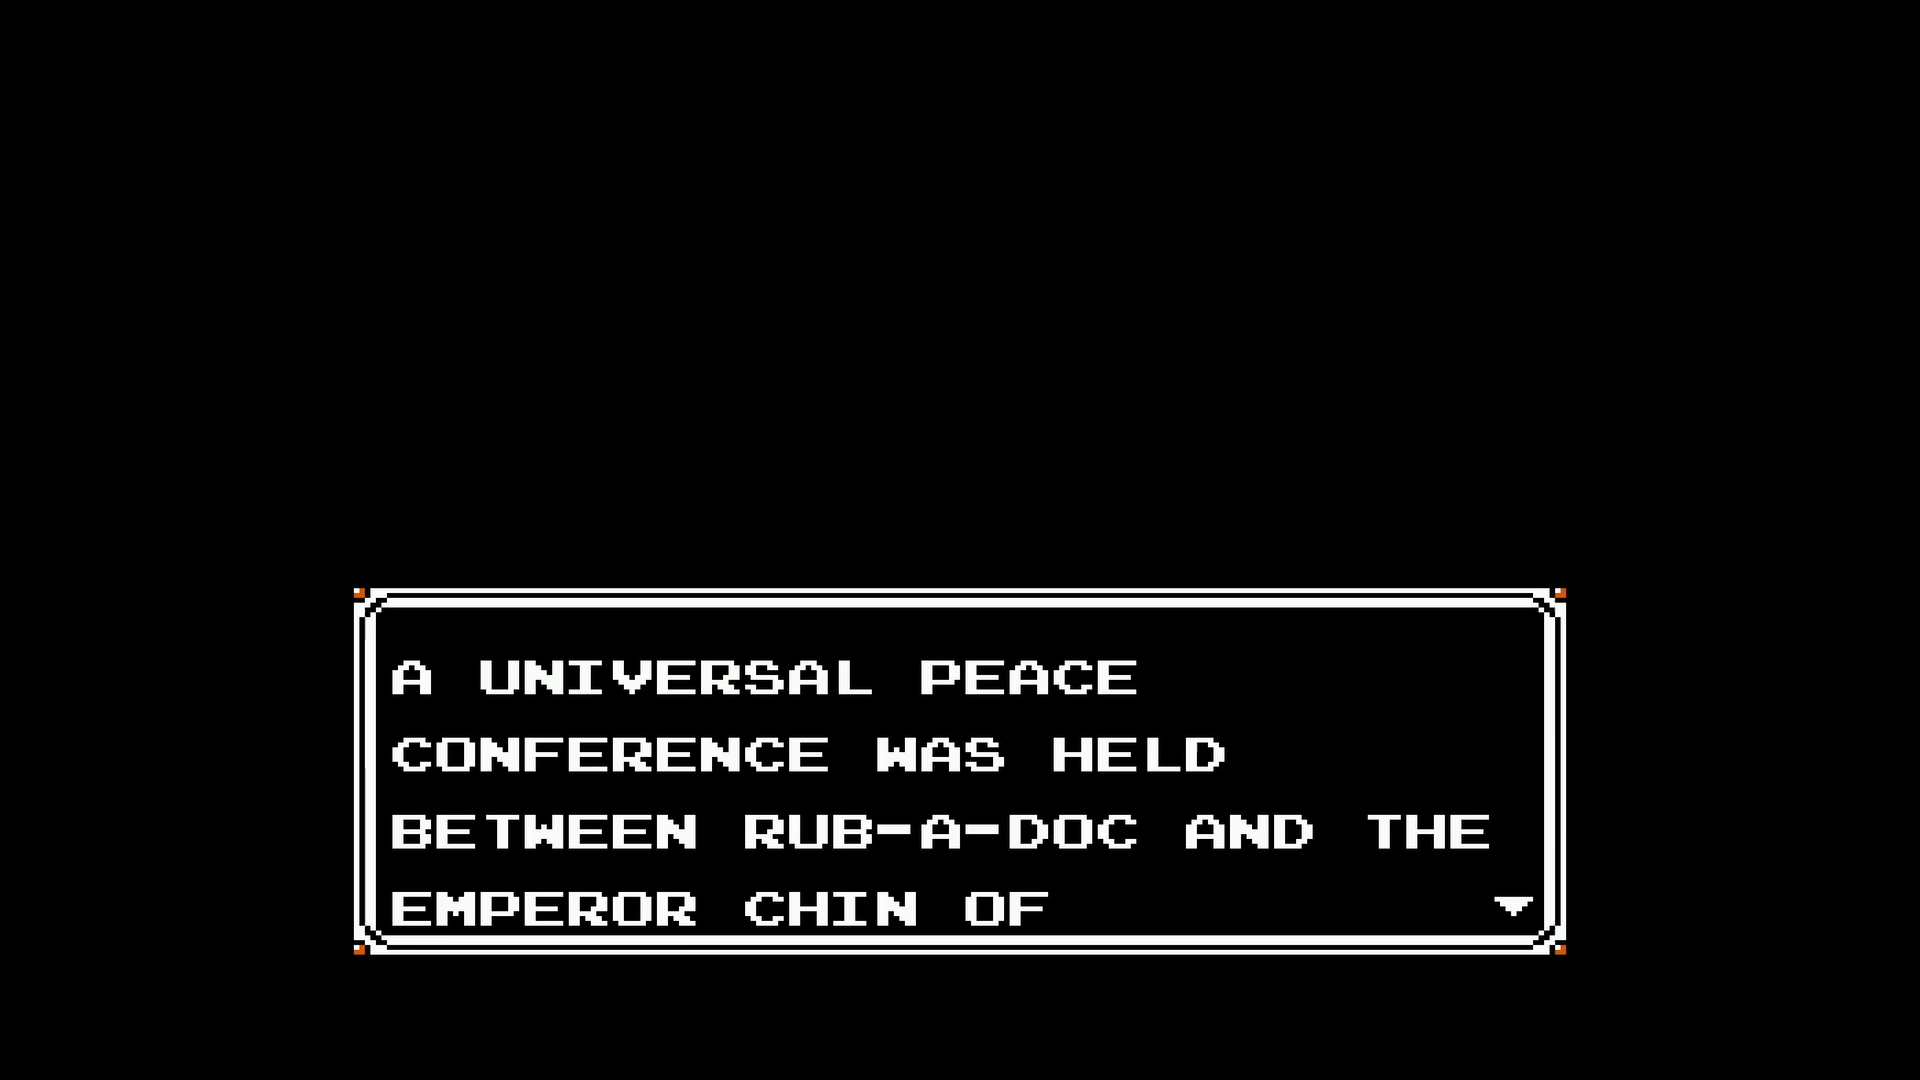 A UNIVERSAL PEACE
CONFERENCE WAS HELD
BETWEEN RUB-A-DOC AND THE
EMPEROR CHIN OF